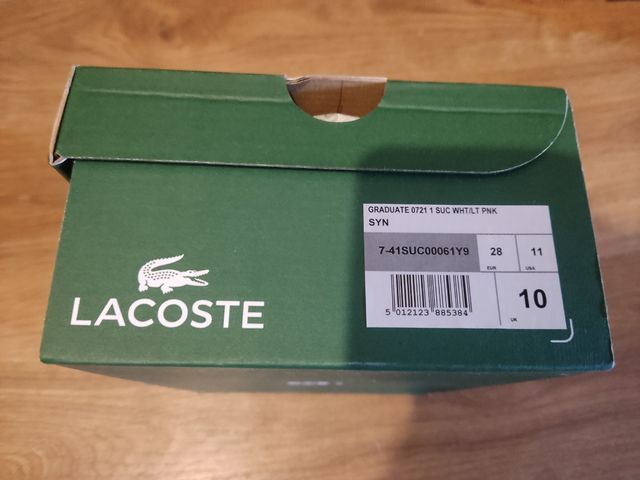 GRADUATE 0721 1 SUC WHT/LT PNK
SYN
7-41SUC00061Y9
28
EUR
11
USA
5 012123 885384
UK
10
LACOSTE